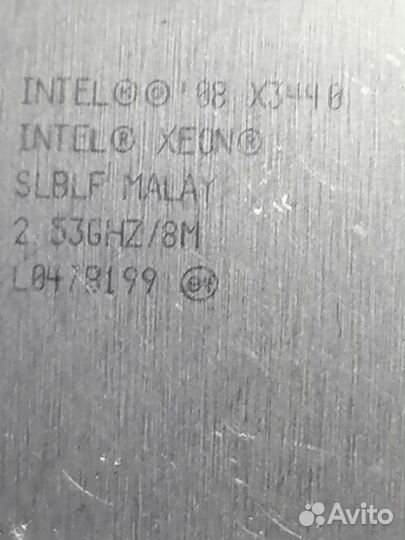 INTEL Ⓜ © '08 X3440
INTEL® XEON®
SLBLF MALAY
2.53GHZ/8M
L047B199 e4
Avito